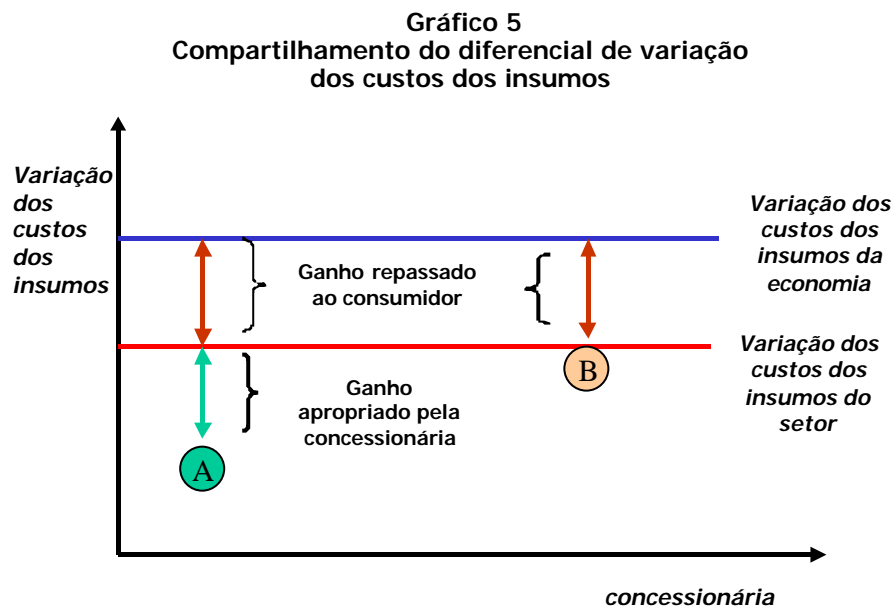 Gráfico 5
Compartilhamento do diferencial de variação
dos custos dos insumos
Variação
dos
custos
dos
insumos
Variação dos
custos dos
insumos da
economia
Ganho repassado
ao consumidor
Variação dos
custos dos
insumos do
setor
B
Ganho
apropriado pela
concessionária
A
concessionária